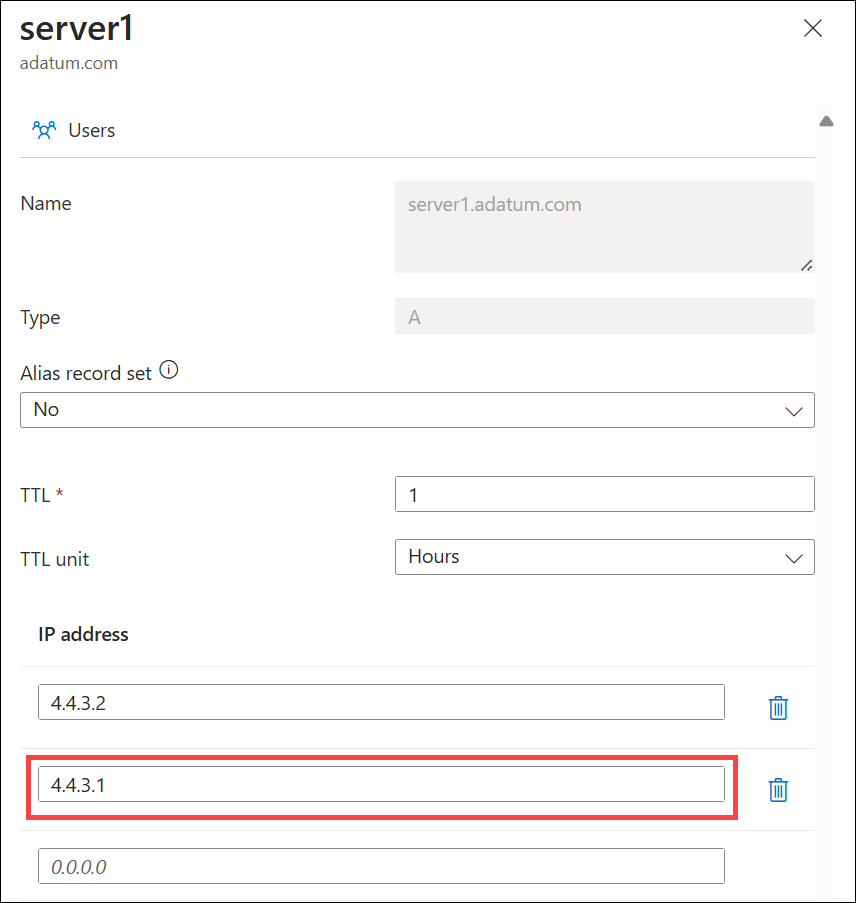 server1
adatum.com
Users
Name
server1.adatum.com
Type
A
Alias record set
No
TTL *
1
TTL unit
Hours
IP address
4.4.3.2
4.4.3.1
0.0.0.0